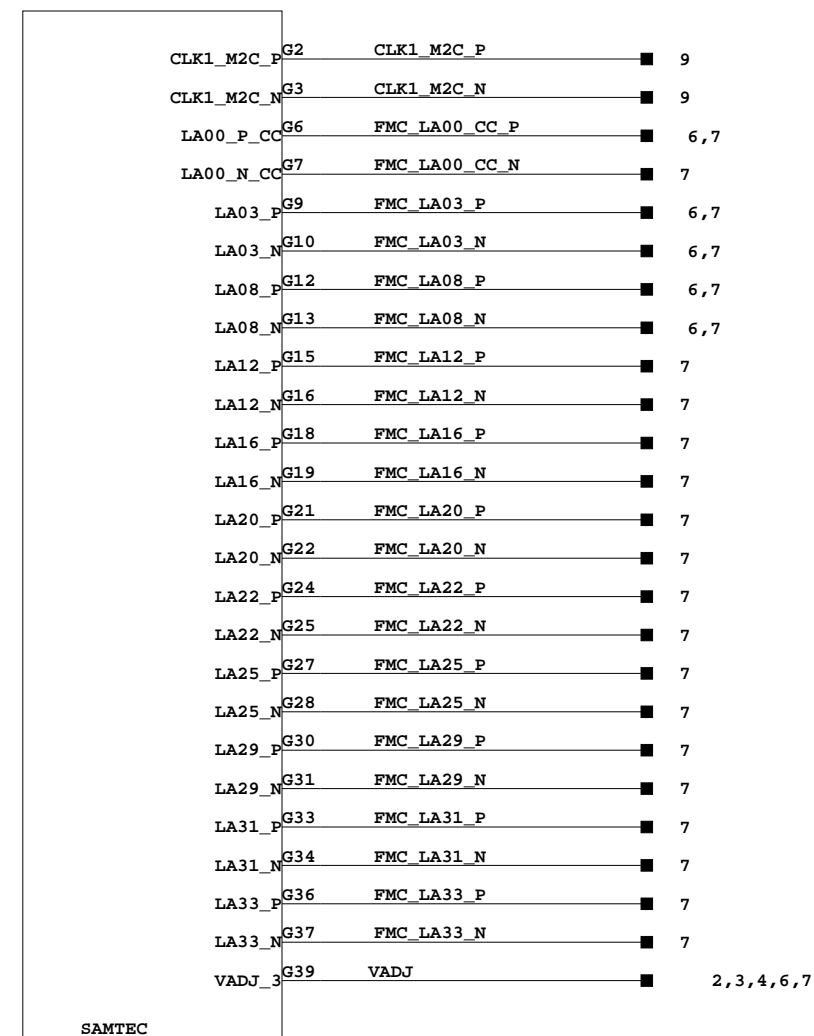 CLK1_M2C_P G2 CLK1_M2C_P 9
CLK1_M2C_N G3 CLK1_M2C_N 9
LA00_P_CC G6 FMC_LA00_CC_P 6,7
LA00_N_CC G7 FMC_LA00_CC_N 7
LA03_P G9 FMC_LA03_P 6,7
LA03_N G10 FMC_LA03_N 6,7
LA08_P G12 FMC_LA08_P 6,7
LA08_N G13 FMC_LA08_N 6,7
LA12_P G15 FMC_LA12_P 7
LA12_N G16 FMC_LA12_N 7
LA16_P G18 FMC_LA16_P 7
LA16_N G19 FMC_LA16_N 7
LA20_P G21 FMC_LA20_P 7
LA20_N G22 FMC_LA20_N 7
LA22_P G24 FMC_LA22_P 7
LA22_N G25 FMC_LA22_N 7
LA25_P G27 FMC_LA25_P 7
LA25_N G28 FMC_LA25_N 7
LA29_P G30 FMC_LA29_P 7
LA29_N G31 FMC_LA29_N 7
LA31_P G33 FMC_LA31_P 7
LA31_N G34 FMC_LA31_N 7
LA33_P G36 FMC_LA33_P 7
LA33_N G37 FMC_LA33_N 7
VADJ_3 G39 VADJ 2,3,4,6,7
SAMTEC